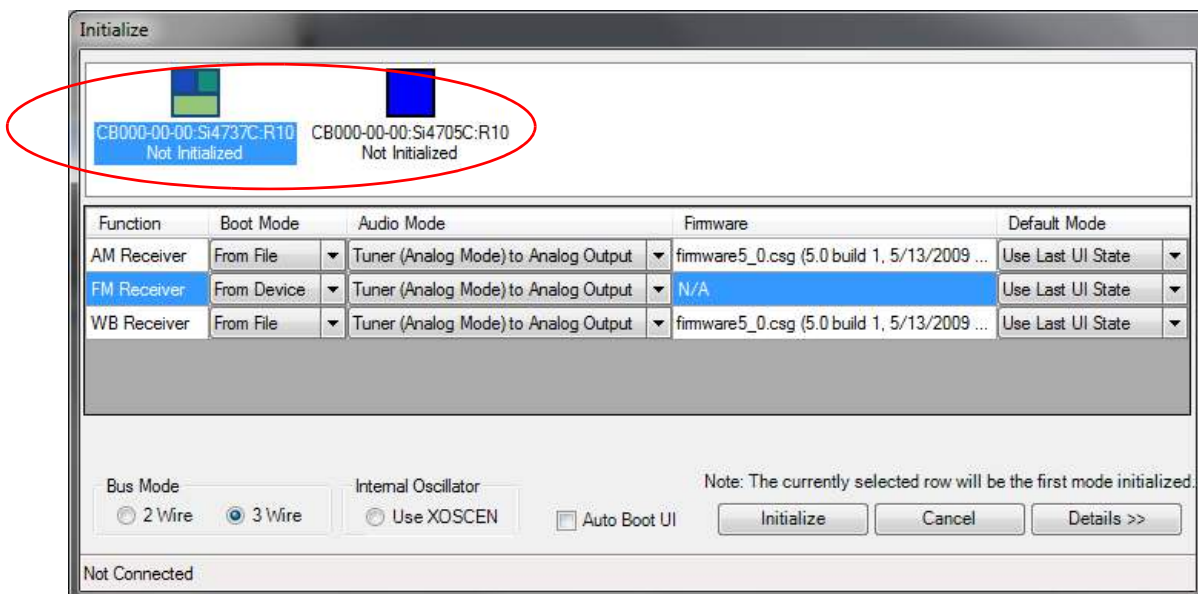 Initialize
CB000-00-00:Si4737C:R10 CB000-00-00:Si4705C:R10
Not Initialized Not Initialized
Function Boot Mode Audio Mode Firmware Default Mode
AM Receiver From File Tuner (Analog Mode) to Analog Output firmware5_0.csg (5.0 build 1, 5/13/2009 ... Use Last UI State
FM Receiver From Device Tuner (Analog Mode) to Analog Output N/A Use Last UI State
WB Receiver From File Tuner (Analog Mode) to Analog Output firmware5_0.csg (5.0 build 1, 5/13/2009 ... Use Last UI State
Note: The currently selected row will be the first mode initialized.
Bus Mode Internal Oscillator
2 Wire 3 Wire Use XOSCEN Auto Boot UI Initialize Cancel Details >>
Not Connected